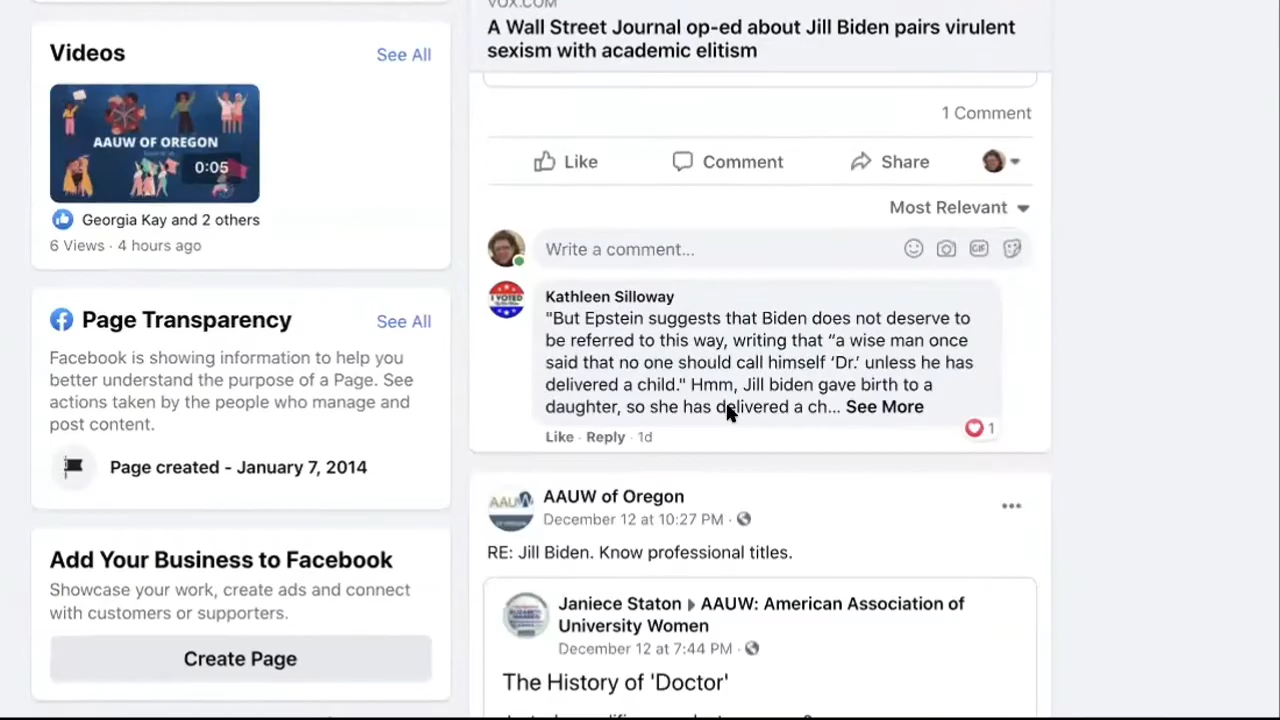 Videos
See All
AAUW OF OREGON
0:05
Georgia Kay and 2 others
6 Views · 4 hours ago
Page Transparency
See All
Facebook is showing information to help you
better understand the purpose of a Page. See
actions taken by the people who manage and
post content.
Page created - January 7, 2014
Add Your Business to Facebook
Showcase your work, create ads and connect
with customers or supporters.
Create Page
VOX.COM
A Wall Street Journal op-ed about Jill Biden pairs virulent
sexism with academic elitism
1 Comment
Like
Comment
Share
Most Relevant
Write a comment...
GIF
I VOTED
Kathleen Silloway
"But Epstein suggests that Biden does not deserve to
be referred to this way, writing that “a wise man once
said that no one should call himself ‘Dr.’ unless he has
delivered a child." Hmm, Jill biden gave birth to a
daughter, so she has delivered a ch... See More
1
Like · Reply · 1d
AAUW
AAUW of Oregon
December 12 at 10:27 PM ·
RE: Jill Biden. Know professional titles.
Janiece Staton AAUW: American Association of
University Women
December 12 at 7:44 PM ·
The History of 'Doctor'